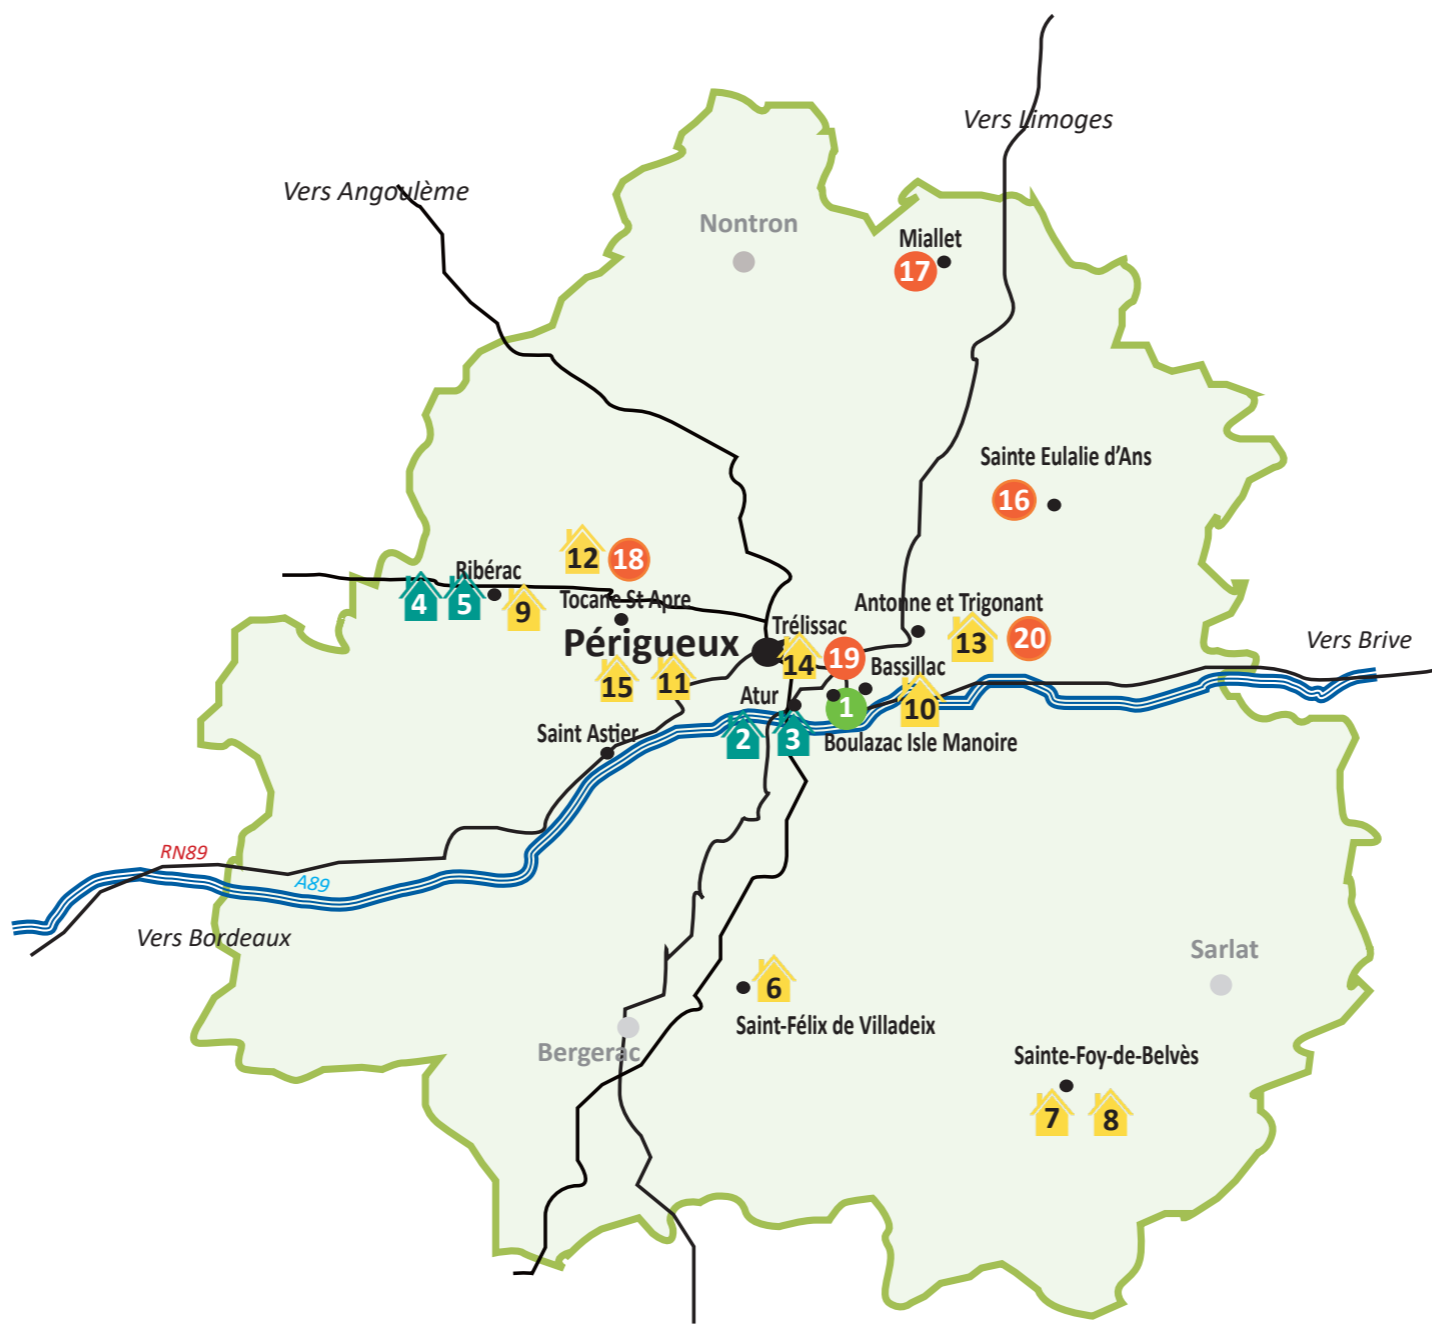 Vers Limoges
Vers Angoulème
Nontron
Miallet
17
Sainte Eulalie d'Ans
16
12
18
Ribérac
4
5
9
Tocane St Apre
Antonne et Trigonant
13
20
Trélissac
Périgueux
14
19
Vers Brive
Bassillac
15
11
Atur
1
10
Saint Astier
2
3
Boulazac Isle Manoire
RN89
A89
Vers Bordeaux
Sarlat
6
Saint-Félix de Villadeix
Bergerac
Sainte-Foy-de-Belvès
7
8